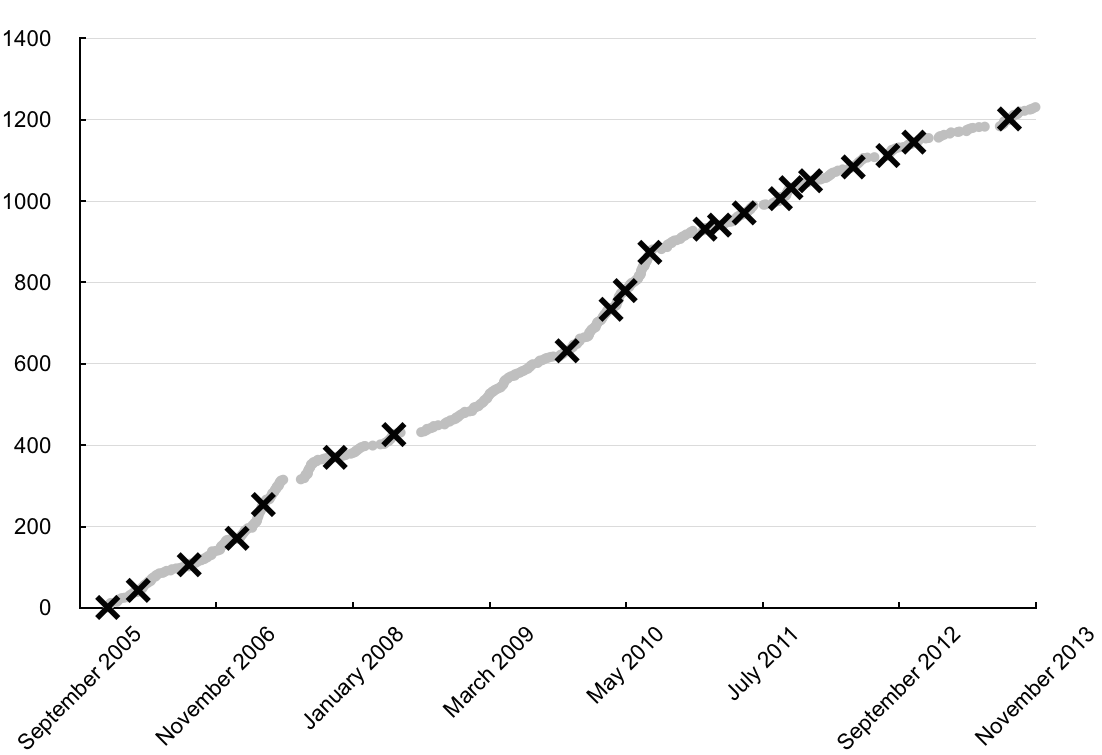 1400
1200
1000
800
600
400
200
0
September 2005
November 2006
January 2008
March 2009
May 2010
July 2011
September 2012
November 2013